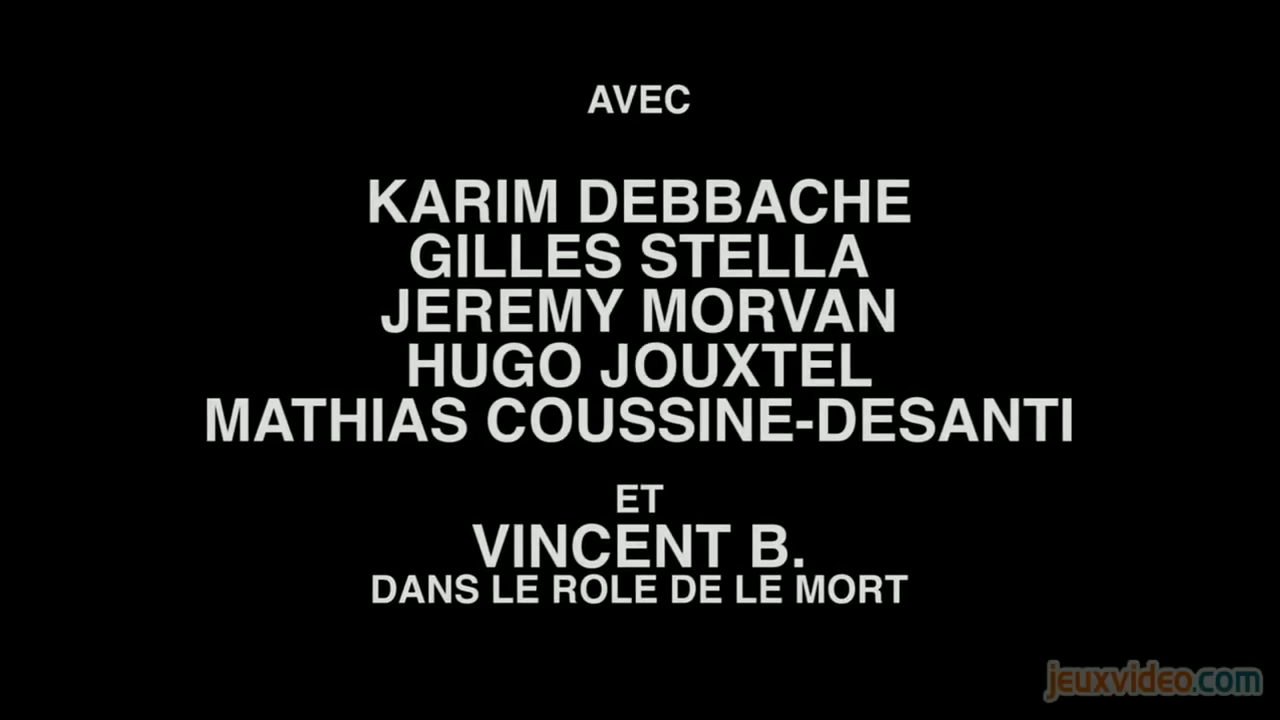 AVEC
KARIM DEBBACHE
GILLES STELLA
JEREMY MORVAN
HUGO JOUXTEL
MATHIAS COUSSINE-DESANTI
ET
VINCENT B.
DANS LE ROLE DE LE MORT
jeuxvideo.com